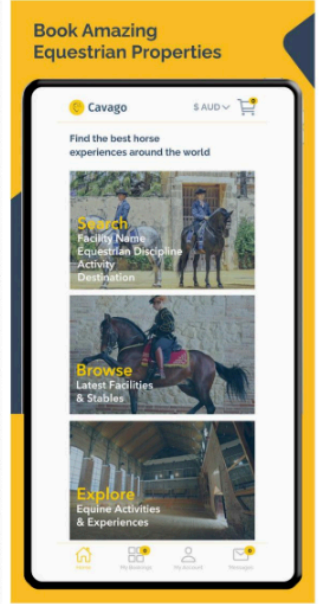 Book Amazing
Equestrian Properties
Cavago
$ AUD
Find the best horse
experiences around the world
Search
Facility Name
Equestrian Discipline
Activity
Destination
Browse
Latest Facilities
& Stables
Explore
Equine Activities
& Experiences
Home
My Bookings
My Account
Messages